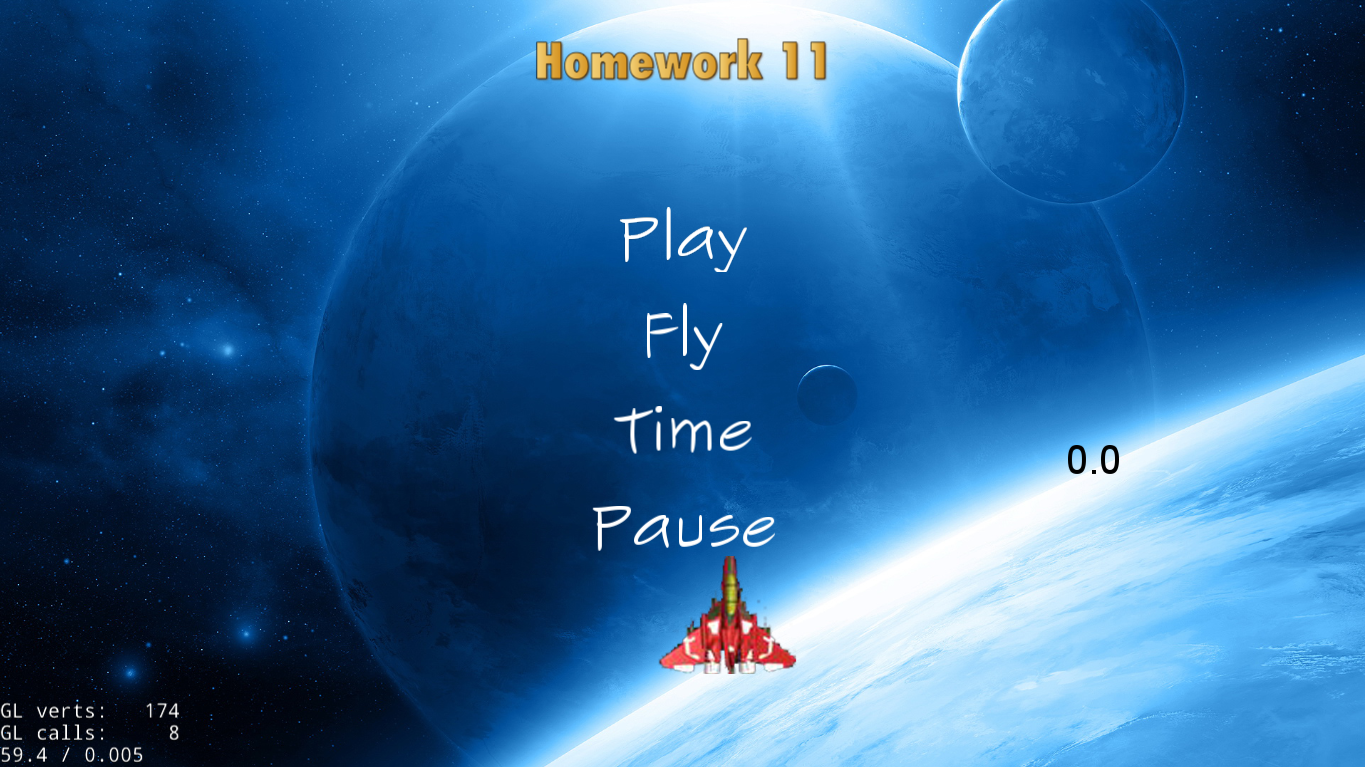 Homework 11
Play
Fly
Time
0.0
Pause
GL verts: 174
GL calls: 8
59.4 / 0.005